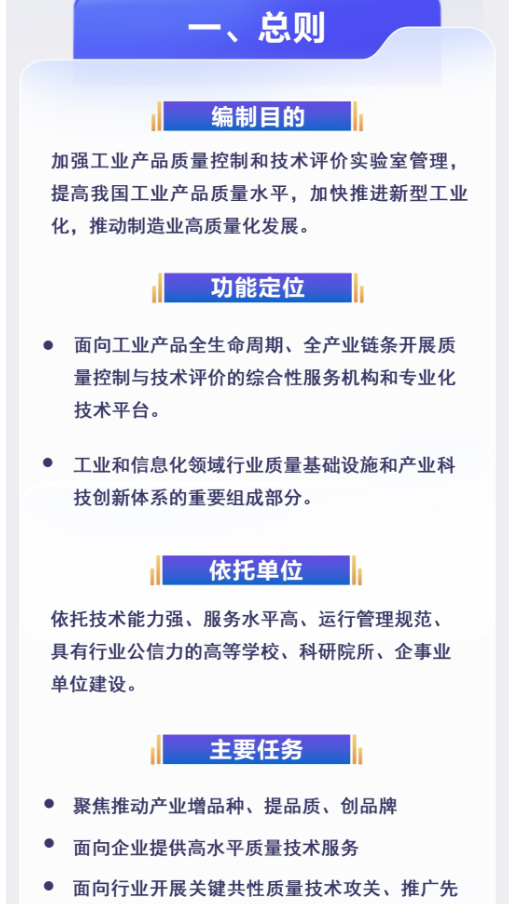 一、总则
编制目的
加强工业产品质量控制和技术评价实验室管理，
提高我国工业产品质量水平，加快推进新型工业
化，推动制造业高质量化发展。
功能定位
● 面向工业产品全生命周期、全产业链条开展质
量控制与技术评价的综合性服务机构和专业化
技术平台。
● 工业和信息化领域行业质量基础设施和产业科
技创新体系的重要组成部分。
依托单位
依托技术能力强、服务水平高、运行管理规范、
具有行业公信力的高等学校、科研院所、企事业
单位建设。
主要任务
● 聚焦推动产业增品种、提品质、创品牌
● 面向企业提供高水平质量技术服务
● 面向行业开展关键共性质量技术攻关、推广先